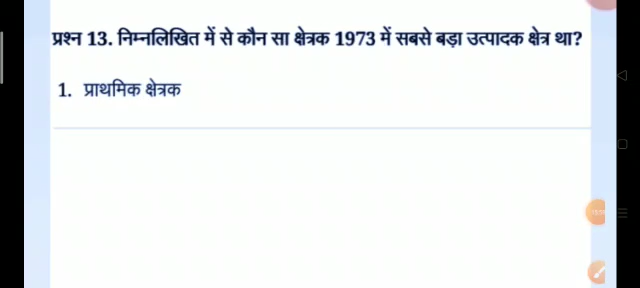 प्रश्न 13. निम्नलिखित में से कौन सा क्षेत्रक 1973 में सबसे बड़ा उत्पादक क्षेत्र था?
1. प्राथमिक क्षेत्रक